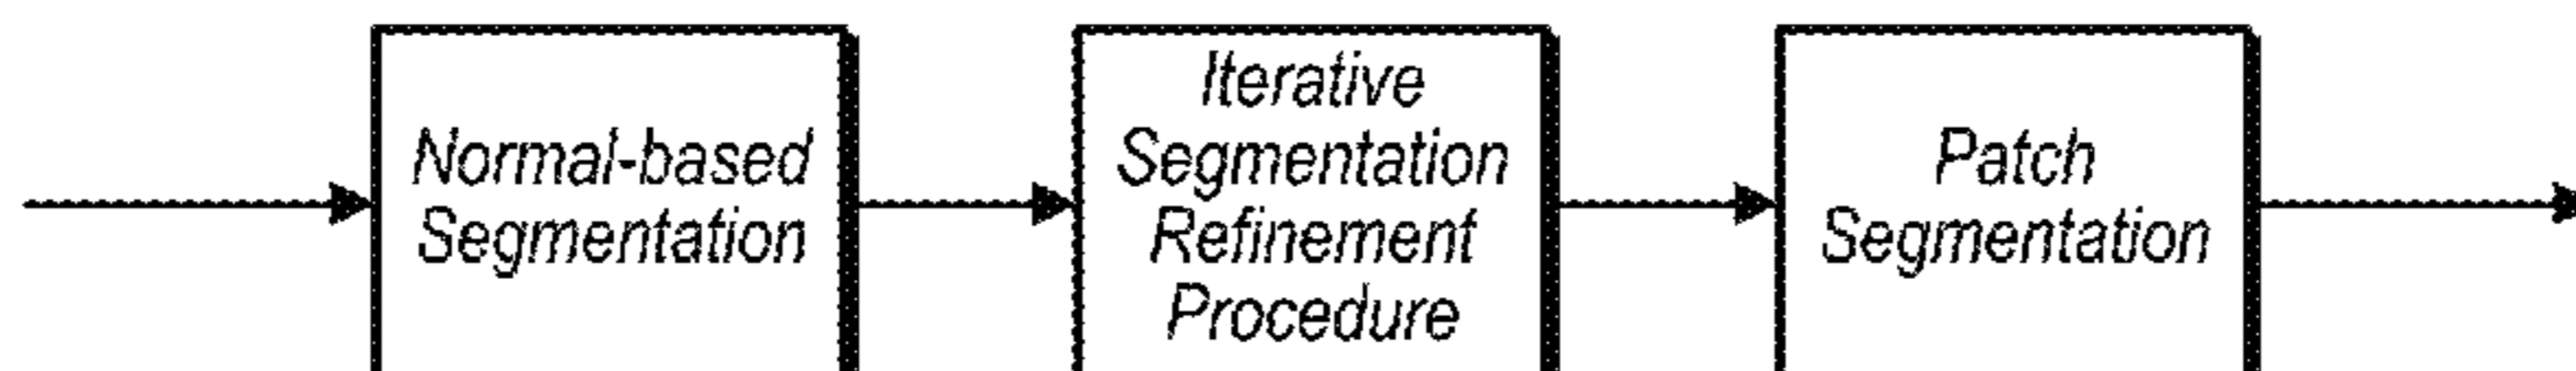 Normal-based
Segmentation
Iterative
Segmentation
Refinement
Procedure
Patch
Segmentation